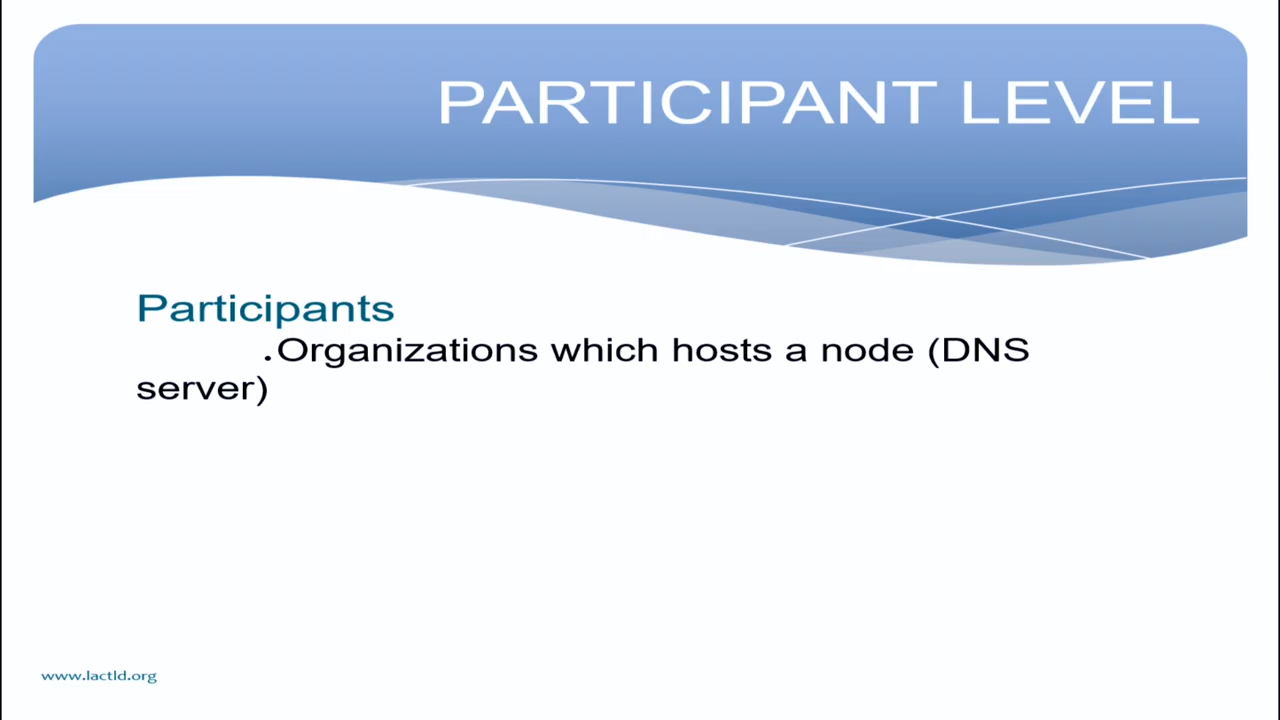 PARTICIPANT LEVEL
Participants
.Organizations which hosts a node (DNS
server)
www.lactld.org